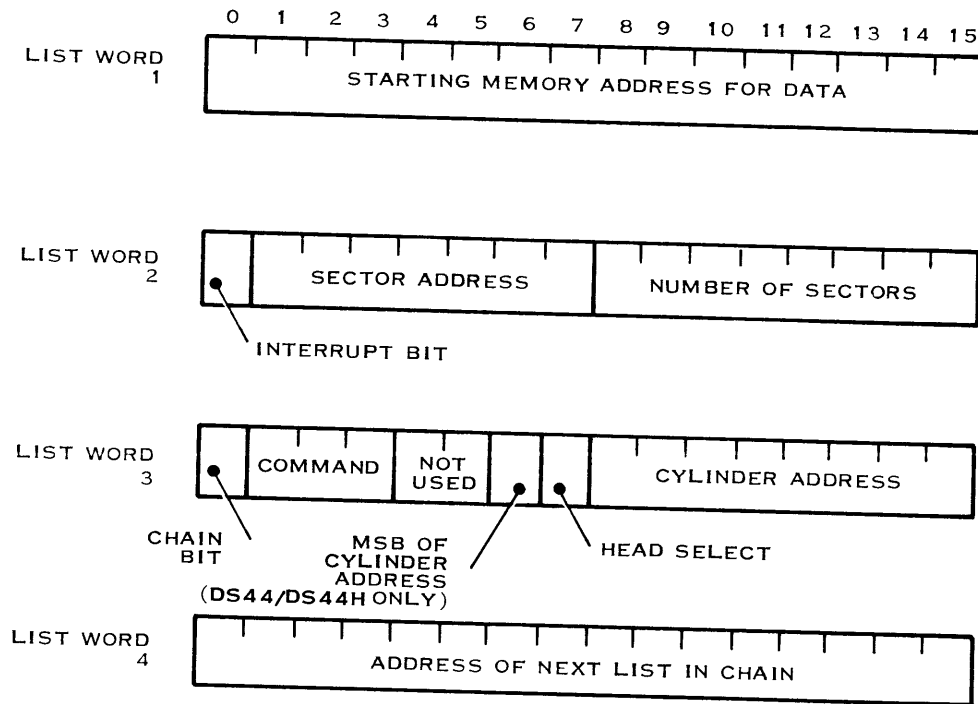 0 1 2 3 4 5 6 7 8 9 10 11 12 13 14 15
LIST WORD
1
STARTING MEMORY ADDRESS FOR DATA
LIST WORD
2
SECTOR ADDRESS
NUMBER OF SECTORS
INTERRUPT BIT
LIST WORD
3
COMMAND
NOT
USED
CYLINDER ADDRESS
CHAIN
BIT
MSB OF
CYLINDER
ADDRESS
(DS44/DS44H ONLY)
HEAD SELECT
LIST WORD
4
ADDRESS OF NEXT LIST IN CHAIN